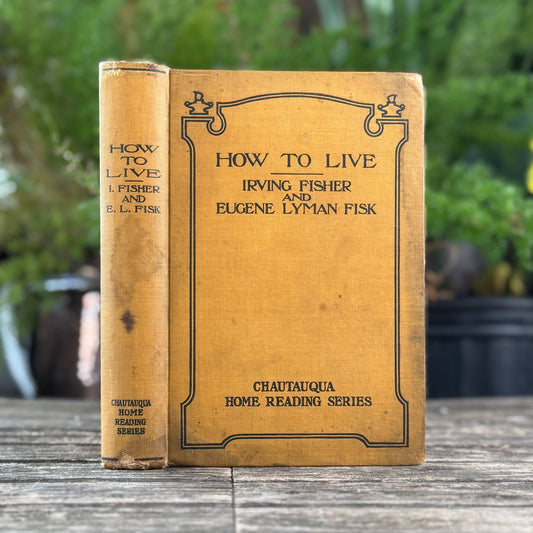 HOW
TO
LIVE
I. FISHER
AND
E. L. FISK
CHAUTAUQUA
HOME
READING
SERIES
HOW TO LIVE
IRVING FISHER
AND
EUGENE LYMAN FISK
CHAUTAUQUA
HOME READING SERIES